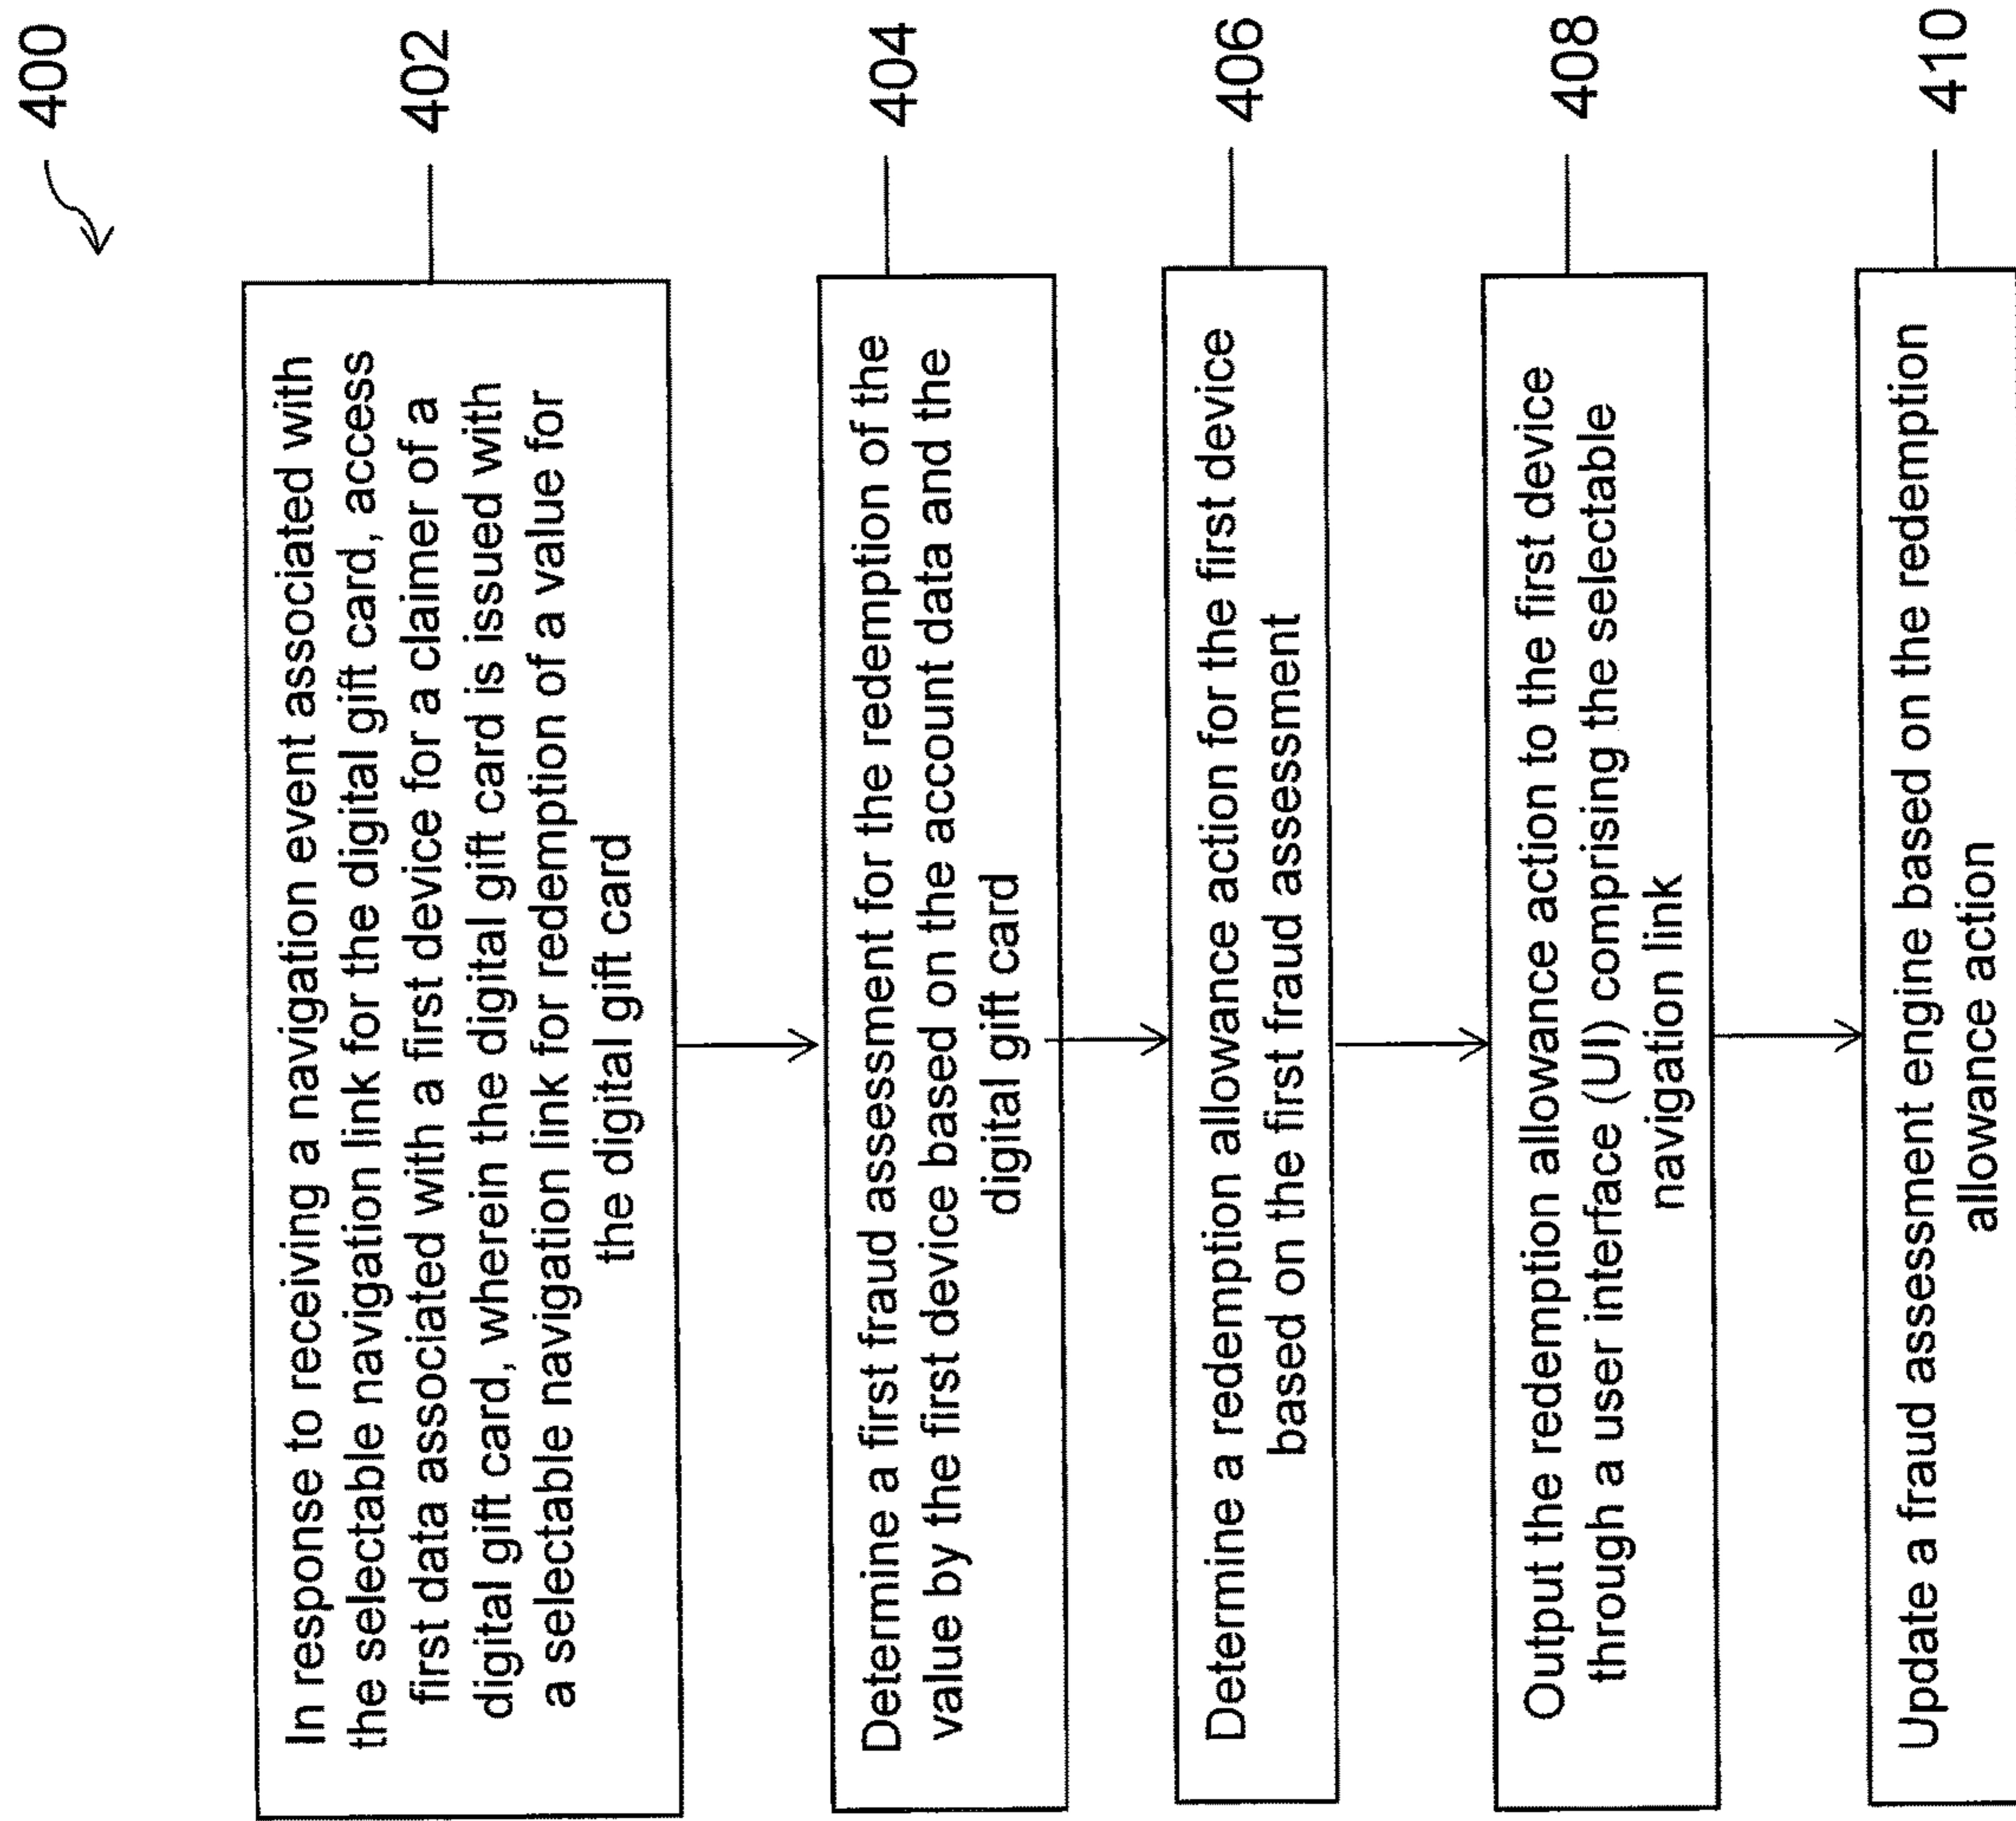 400
In response to receiving a navigation event associated with
the selectable navigation link for the digital gift card, access
first data associated with a first device for a claimer of a
digital gift card, wherein the digital gift card is issued with
a selectable navigation link for redemption of a value for
the digital gift card
402
Determine a first fraud assessment for the redemption of the
value by the first device based on the account data and the
digital gift card
404
Determine a redemption allowance action for the first device
based on the first fraud assessment
406
Output the redemption allowance action to the first device
through a user interface (UI) comprising the selectable
navigation link
408
Update a fraud assessment engine based on the redemption
allowance action
410